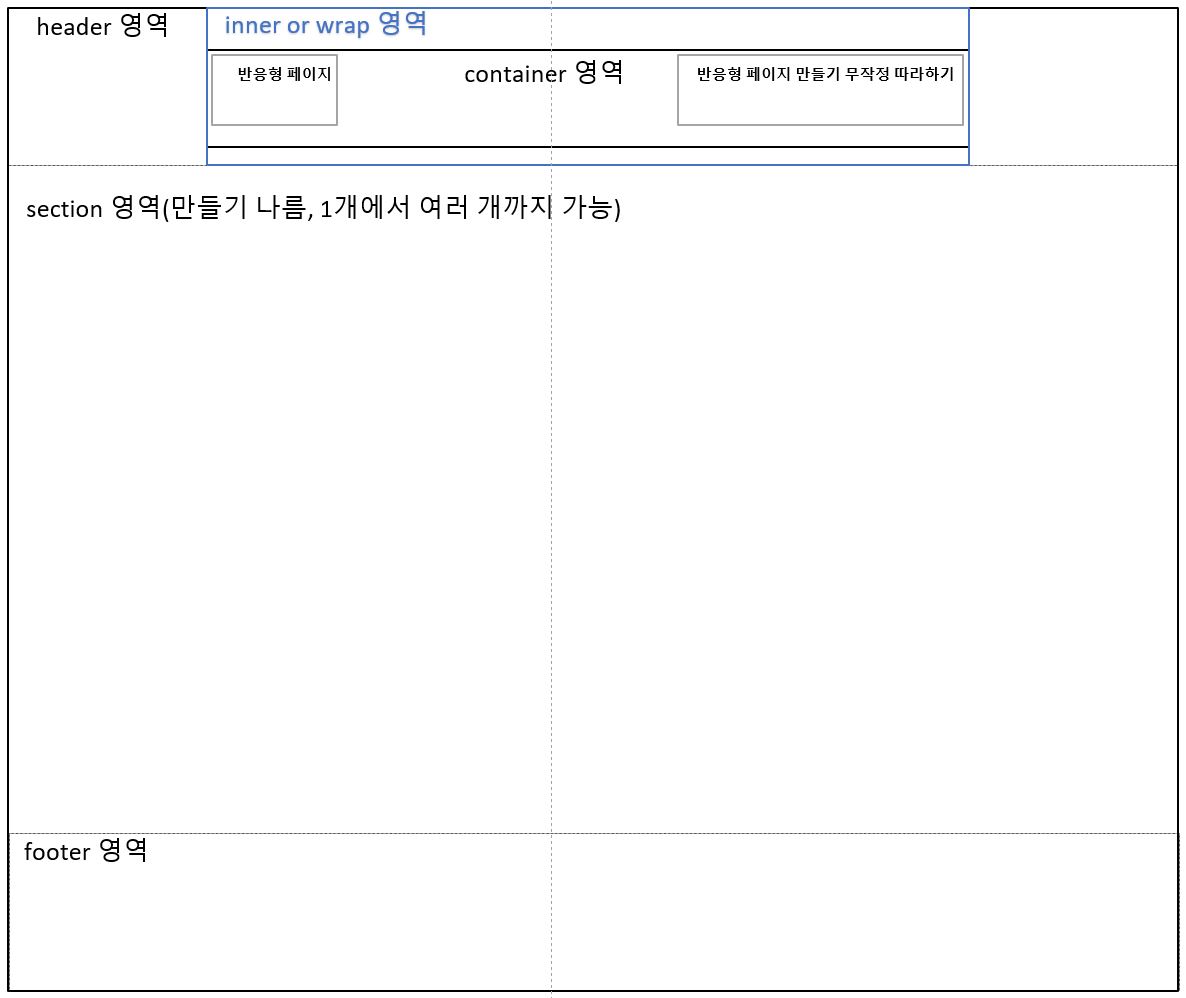 header 영역
inner or wrap 영역
반응형 페이지
container 영역
반응형 페이지 만들기 무작정 따라하기
section 영역(만들기 나름, 1개에서 여러 개까지 가능)
footer 영역